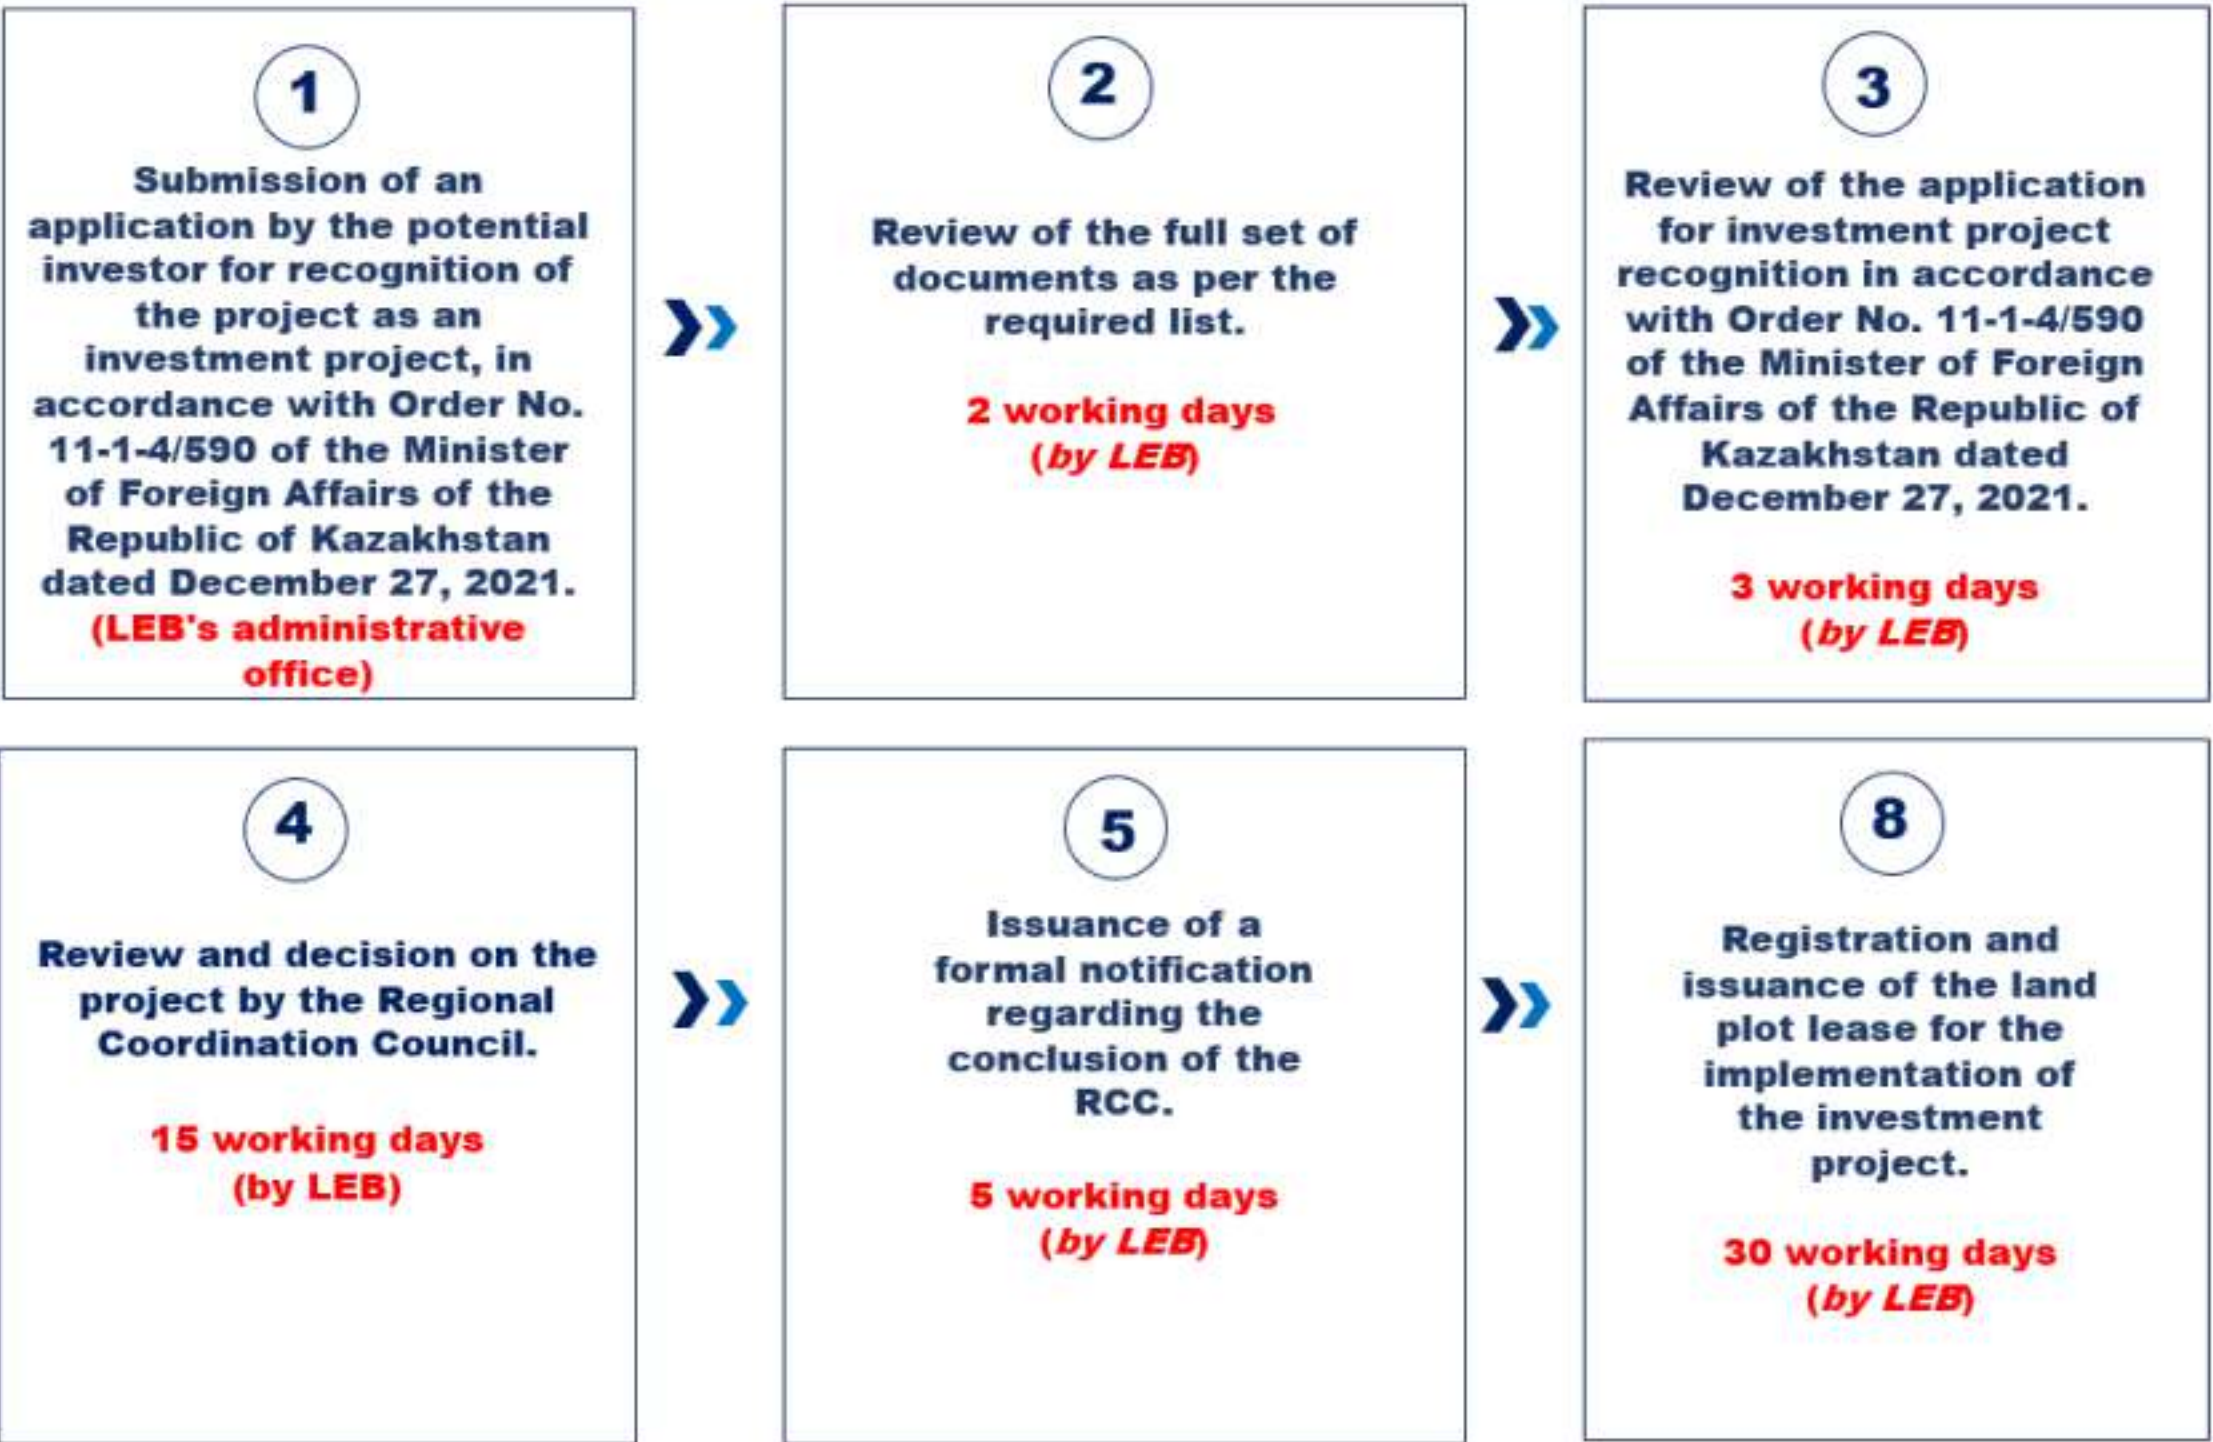 1
Submission of an
application by the potential
investor for recognition of
the project as an
investment project, in
accordance with Order No.
11-1-4/590 of the Minister
of Foreign Affairs of the
Republic of Kazakhstan
dated December 27, 2021.
(LEB's administrative
office)
2
Review of the full set of
documents as per the
required list.
2 working days
(by LEB)
3
Review of the application
for investment project
recognition in accordance
with Order No. 11-1-4/590
of the Minister of Foreign
Affairs of the Republic of
Kazakhstan dated
December 27, 2021.
3 working days
(by LEB)
4
Review and decision on the
project by the Regional
Coordination Council.
15 working days
(by LEB)
5
Issuance of a
formal notification
regarding the
conclusion of the
RCC.
5 working days
(by LEB)
8
Registration and
issuance of the land
plot lease for the
implementation of
the investment
project.
30 working days
(by LEB)